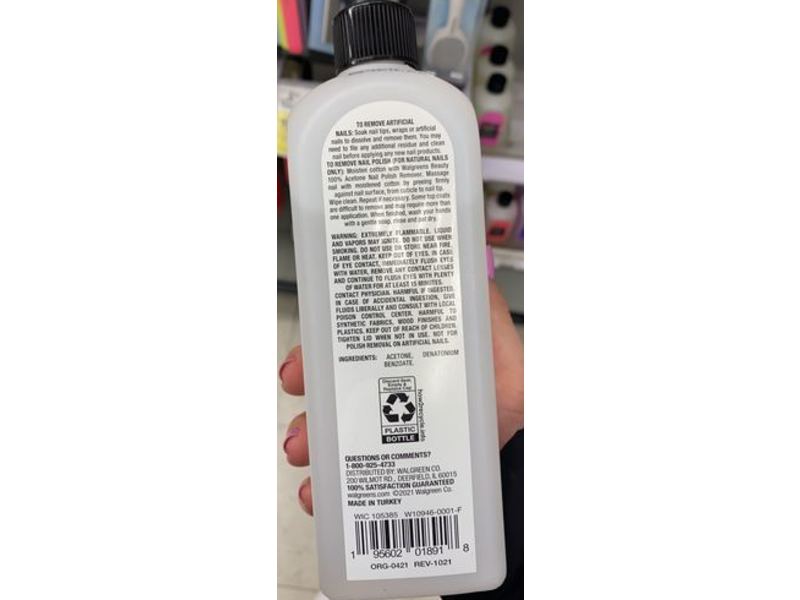 TO REMOVE ARTIFICIAL
NAILS: Soak nail tips, wraps or artificial
nails to dissolve and remove them. You may
need to file any additional residue and clean
nail before applying any new nail products.
TO REMOVE NAIL POLISH (FOR NATURAL NAILS
ONLY): Moisten cotton with Walgreens Beauty
100% Acetone Nail Polish Remover. Massage
nail with moistened cotton by pressing firmly
against nail surface, from cuticle to nail tip.
Wipe clean. Repeat if necessary. Some top coats
are difficult to remove and may require more than
one application. When finished, wash your hands
with a gentle soap, rinse and pat dry.
WARNING: EXTREMELY FLAMMABLE. LIQUID
AND VAPORS MAY IGNITE. DO NOT USE WHEN
SMOKING. DO NOT USE OR STORE NEAR FIRE,
FLAME OR HEAT. KEEP OUT OF EYES. IN CASE
OF EYE CONTACT, IMMEDIATELY FLUSH EYES
WITH WATER, REMOVE ANY CONTACT LENSES
AND CONTINUE TO FLUSH EYES WITH PLENTY
OF WATER FOR AT LEAST 15 MINUTES.
CONTACT PHYSICIAN. HARMFUL IF INGESTED.
IN CASE OF ACCIDENTAL INGESTION, GIVE
FLUIDS LIBERALLY AND CONSULT WITH LOCAL
POISON CONTROL CENTER. HARMFUL TO
SYNTHETIC FABRICS, WOOD FINISHES AND
PLASTICS. KEEP OUT OF REACH OF CHILDREN.
TIGHTEN LID WHEN NOT IN USE. NOT FOR
POLISH REMOVAL ON ARTIFICIAL NAILS.
INGREDIENTS: ACETONE, DENATONIUM
BENZOATE.
Discard Seal,
Empty &
Replace Cap
PLASTIC
BOTTLE
how2recycle.info
QUESTIONS OR COMMENTS?
1-800-925-4733
DISTRIBUTED BY: WALGREEN CO.
200 WILMOT RD., DEERFIELD, IL 60015
100% SATISFACTION GUARANTEED
walgreens.com ©2021 Walgreen Co.
MADE IN TURKEY
WIC 105385 W10946-0001-F
1 95602 01891 8
ORG-0421 REV-1021